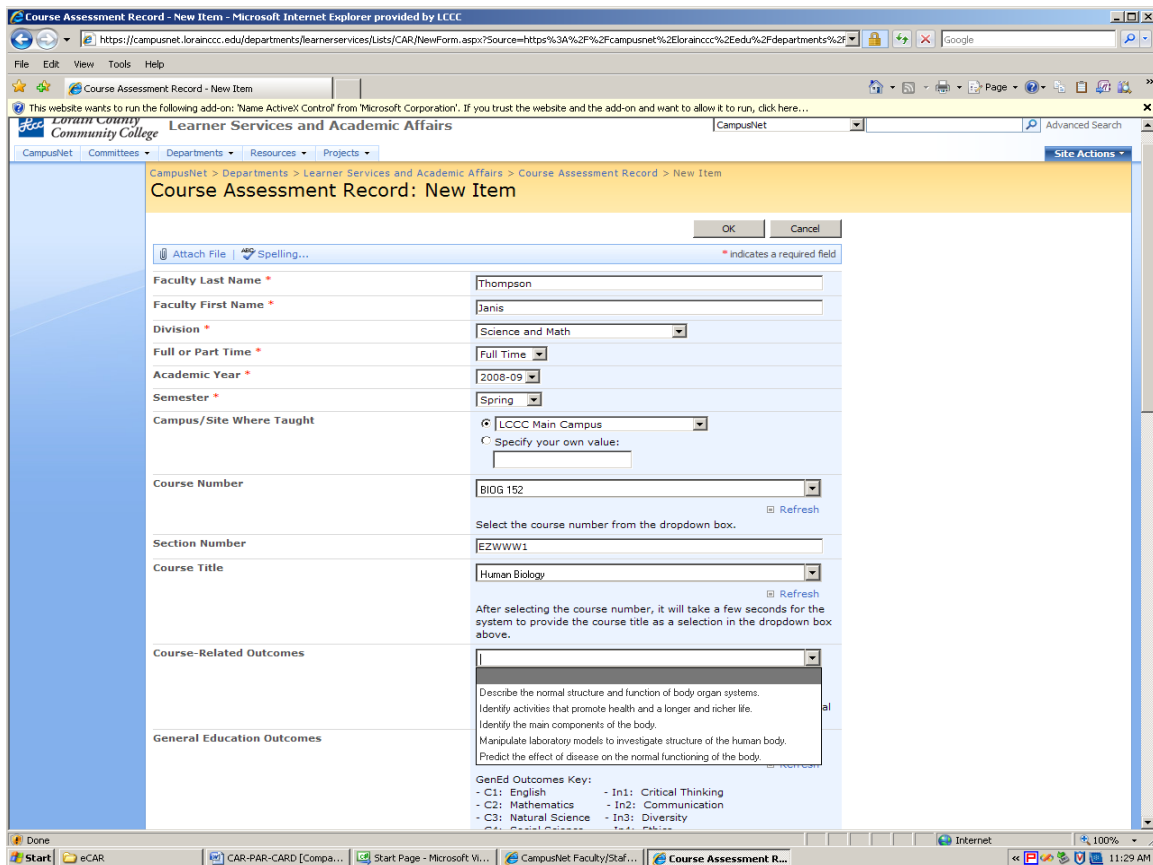 Course Assessment Record - New Item - Microsoft Internet Explorer provided by LCCC
https://campusnet.lorainccc.edu/departments/learnerservices/Lists/CAR/NewForm.aspx?Source=https%3A%2F%2Fcampusnet%2Elorainccc%2Eedu%2Fdepartments%2F
Google
File Edit View Tools Help
Course Assessment Record - New Item
Page
This website wants to run the following add-on: 'Name ActiveX Control' from 'Microsoft Corporation'. If you trust the website and the add-on and want to allow it to run, click here...
Lorain County
Community College
Learner Services and Academic Affairs
CampusNet
Advanced Search
CampusNet Committees Departments Resources Projects
Site Actions
CampusNet > Departments > Learner Services and Academic Affairs > Course Assessment Record > New Item
Course Assessment Record: New Item
OK Cancel
Attach File | Spelling... * indicates a required field
Faculty Last Name * Thompson
Faculty First Name * Janis
Division * Science and Math
Full or Part Time * Full Time
Academic Year * 2008-09
Semester * Spring
Campus/Site Where Taught LCCC Main Campus
Specify your own value:
Course Number BIOG 152
Refresh
Select the course number from the dropdown box.
Section Number EZWWW1
Course Title Human Biology
Refresh
After selecting the course number, it will take a few seconds for the
system to provide the course title as a selection in the dropdown box
above.
Course-Related Outcomes
Describe the normal structure and function of body organ systems.
Identify activities that promote health and a longer and richer life.
al
Identify the main components of the body.
General Education Outcomes
Manipulate laboratory models to investigate structure of the human body.
Predict the effect of disease on the normal functioning of the body.
GenEd Outcomes Key:
- C1: English - In1: Critical Thinking
- C2: Mathematics - In2: Communication
- C3: Natural Science - In3: Diversity
- C4: Social Science - In4: Ethics
Done Internet 100%
Start eCAR CAR-PAR-CARD [Compa... Start Page - Microsoft Vi... CampusNet Faculty/Staf... Course Assessment R... 11:29 AM